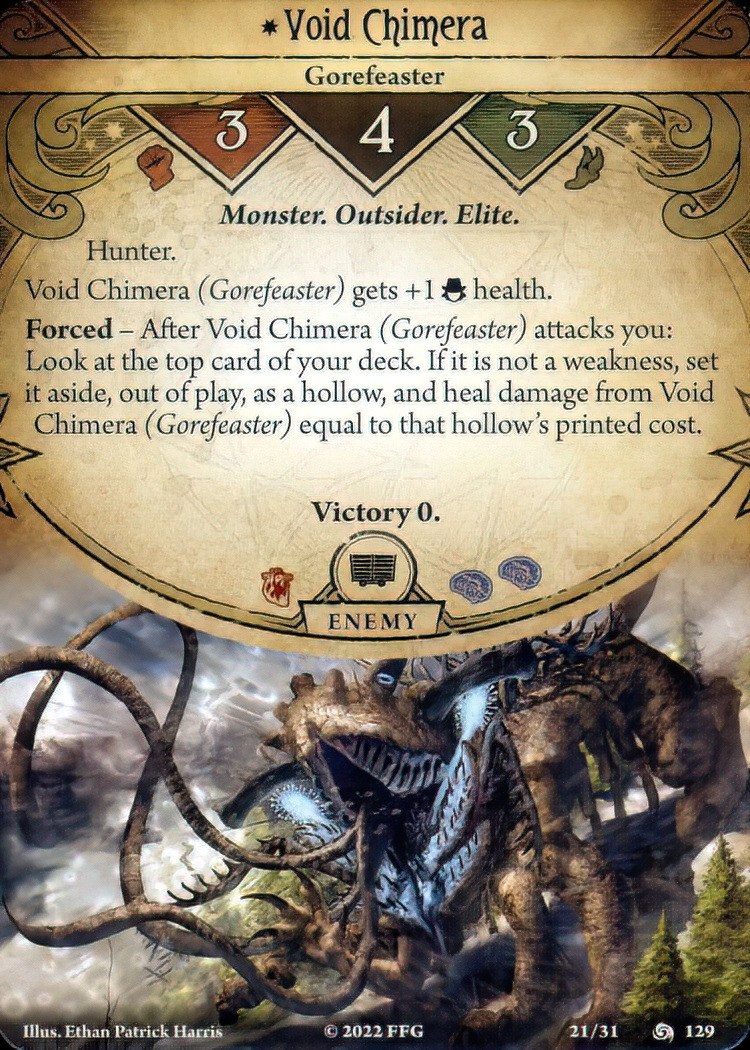 Void Chimera
Gorefeaster
3 4 3
Monster. Outsider. Elite.
Hunter.
Void Chimera (Gorefeaster) gets +1 health.
Forced – After Void Chimera (Gorefeaster) attacks you:
Look at the top card of your deck. If it is not a weakness, set
it aside, out of play, as a hollow, and heal damage from Void
Chimera (Gorefeaster) equal to that hollow's printed cost.
Victory 0.
ENEMY
Illus. Ethan Patrick Harris © 2022 FFG 21/31 129